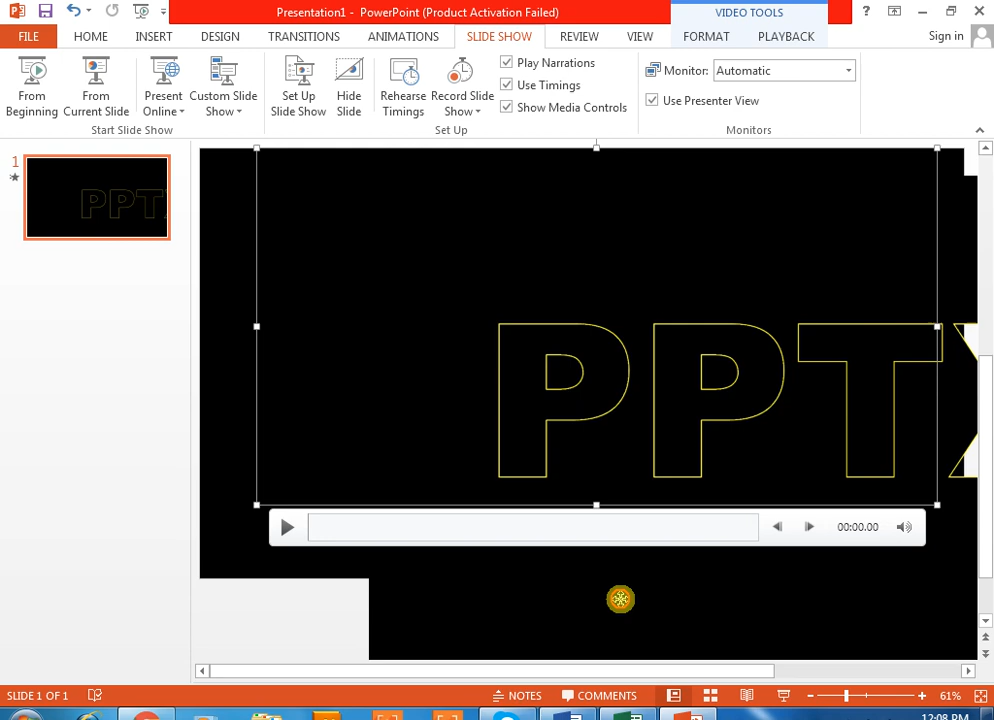 Presentation1 - PowerPoint (Product Activation Failed)
VIDEO TOOLS
FILE HOME INSERT DESIGN TRANSITIONS ANIMATIONS SLIDE SHOW REVIEW VIEW FORMAT PLAYBACK Sign in
From Beginning
From Current Slide
Present Online
Custom Slide Show
Start Slide Show
Set Up Slide Show
Hide Slide
Rehearse Timings
Record Slide Show
Play Narrations
Use Timings
Show Media Controls
Set Up
Monitor: Automatic
Use Presenter View
Monitors
1
PPTX
PPTX
00:00.00
SLIDE 1 OF 1
NOTES
COMMENTS
61%
12:08 PM